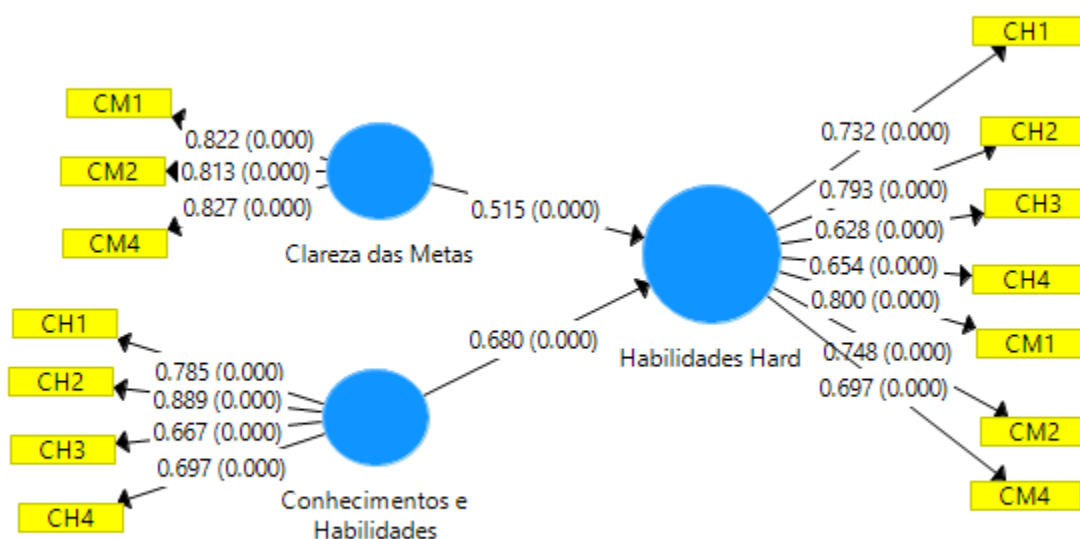 CM1
0.822 (0.000)
CM2
0.813 (0.000)
0.827 (0.000)
CM4
Clareza das Metas
0.515 (0.000)
CH1
0.785 (0.000)
CH2
0.889 (0.000)
0.667 (0.000)
CH3
0.697 (0.000)
CH4
Conhecimentos e
Habilidades
0.680 (0.000)
Habilidades Hard
CH1
0.732 (0.000)
CH2
0.793 (0.000)
CH3
0.628 (0.000)
0.654 (0.000)
CH4
0.800 (0.000)
CM1
0.748 (0.000)
0.697 (0.000)
CM2
CM4